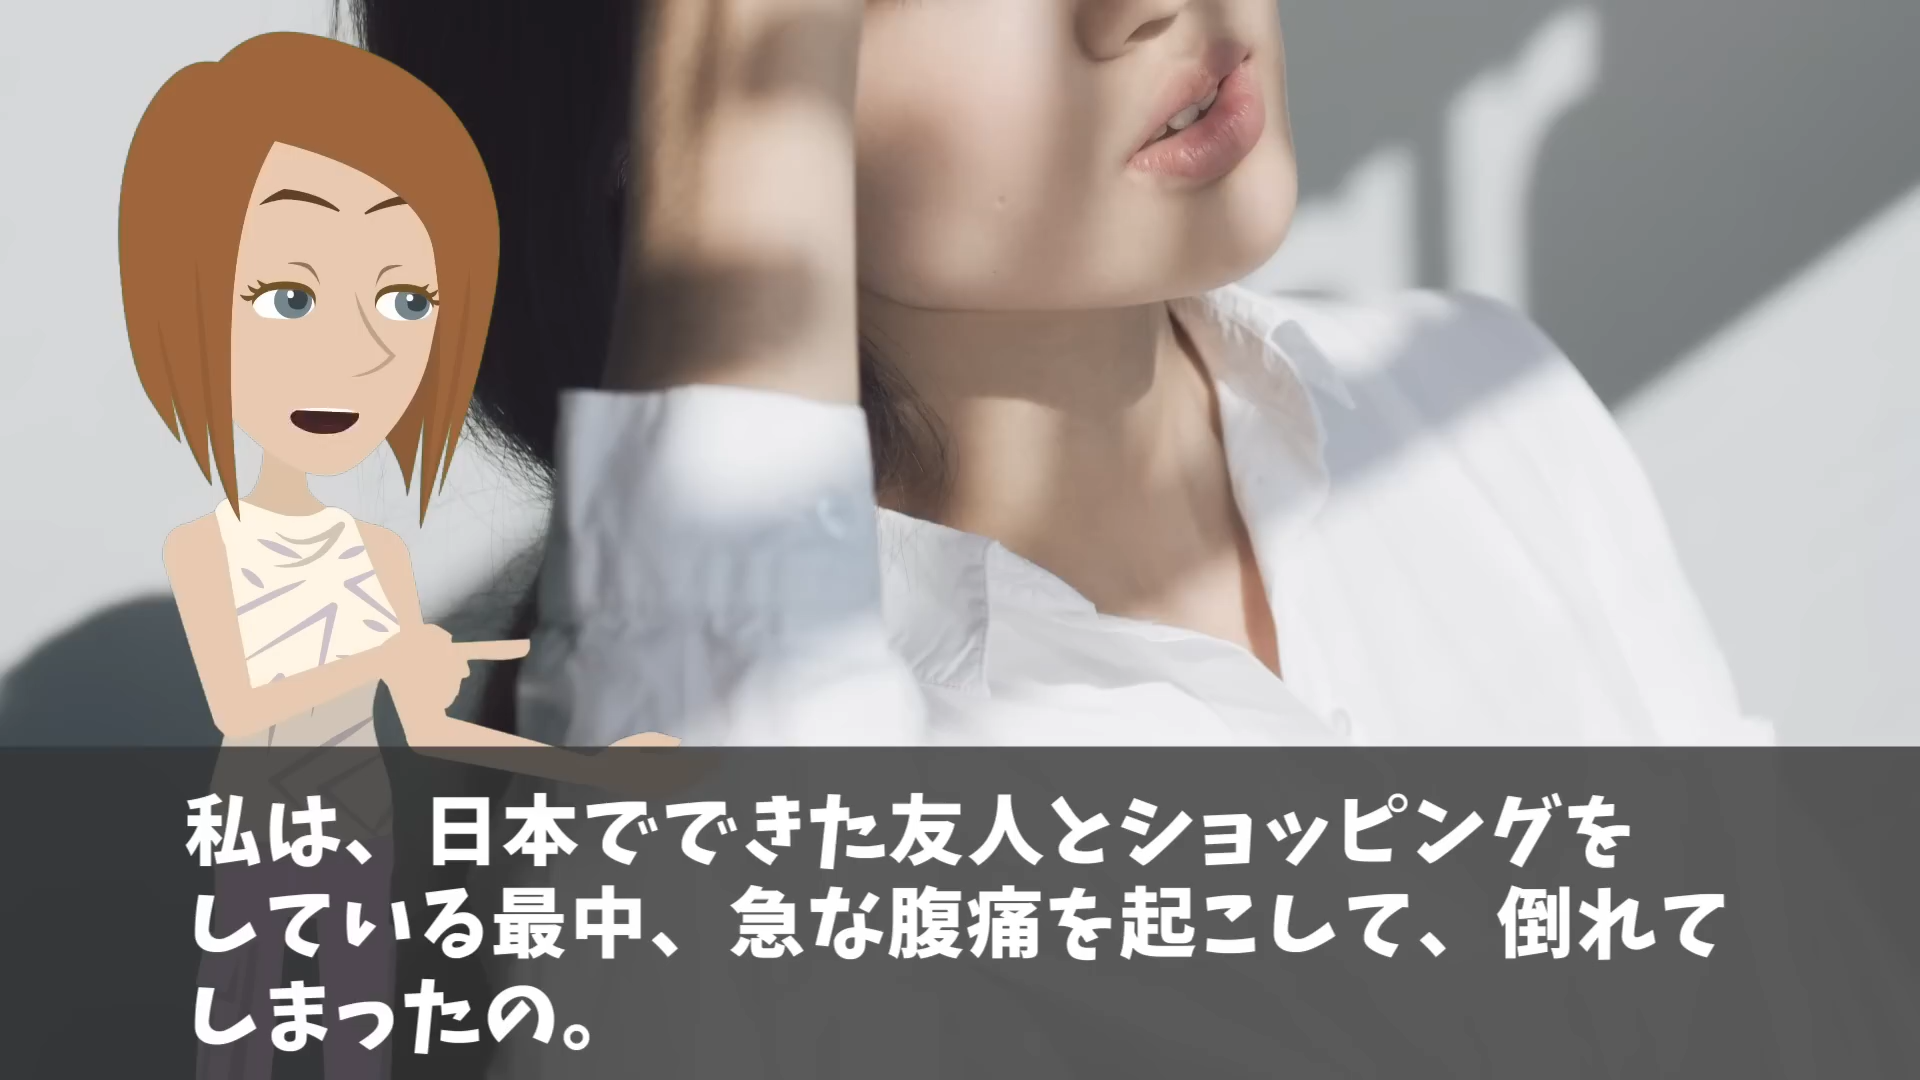 私は、日本でできた友人とショッピングを
している最中、急な腹痛を起こして、倒れて
しまったの。